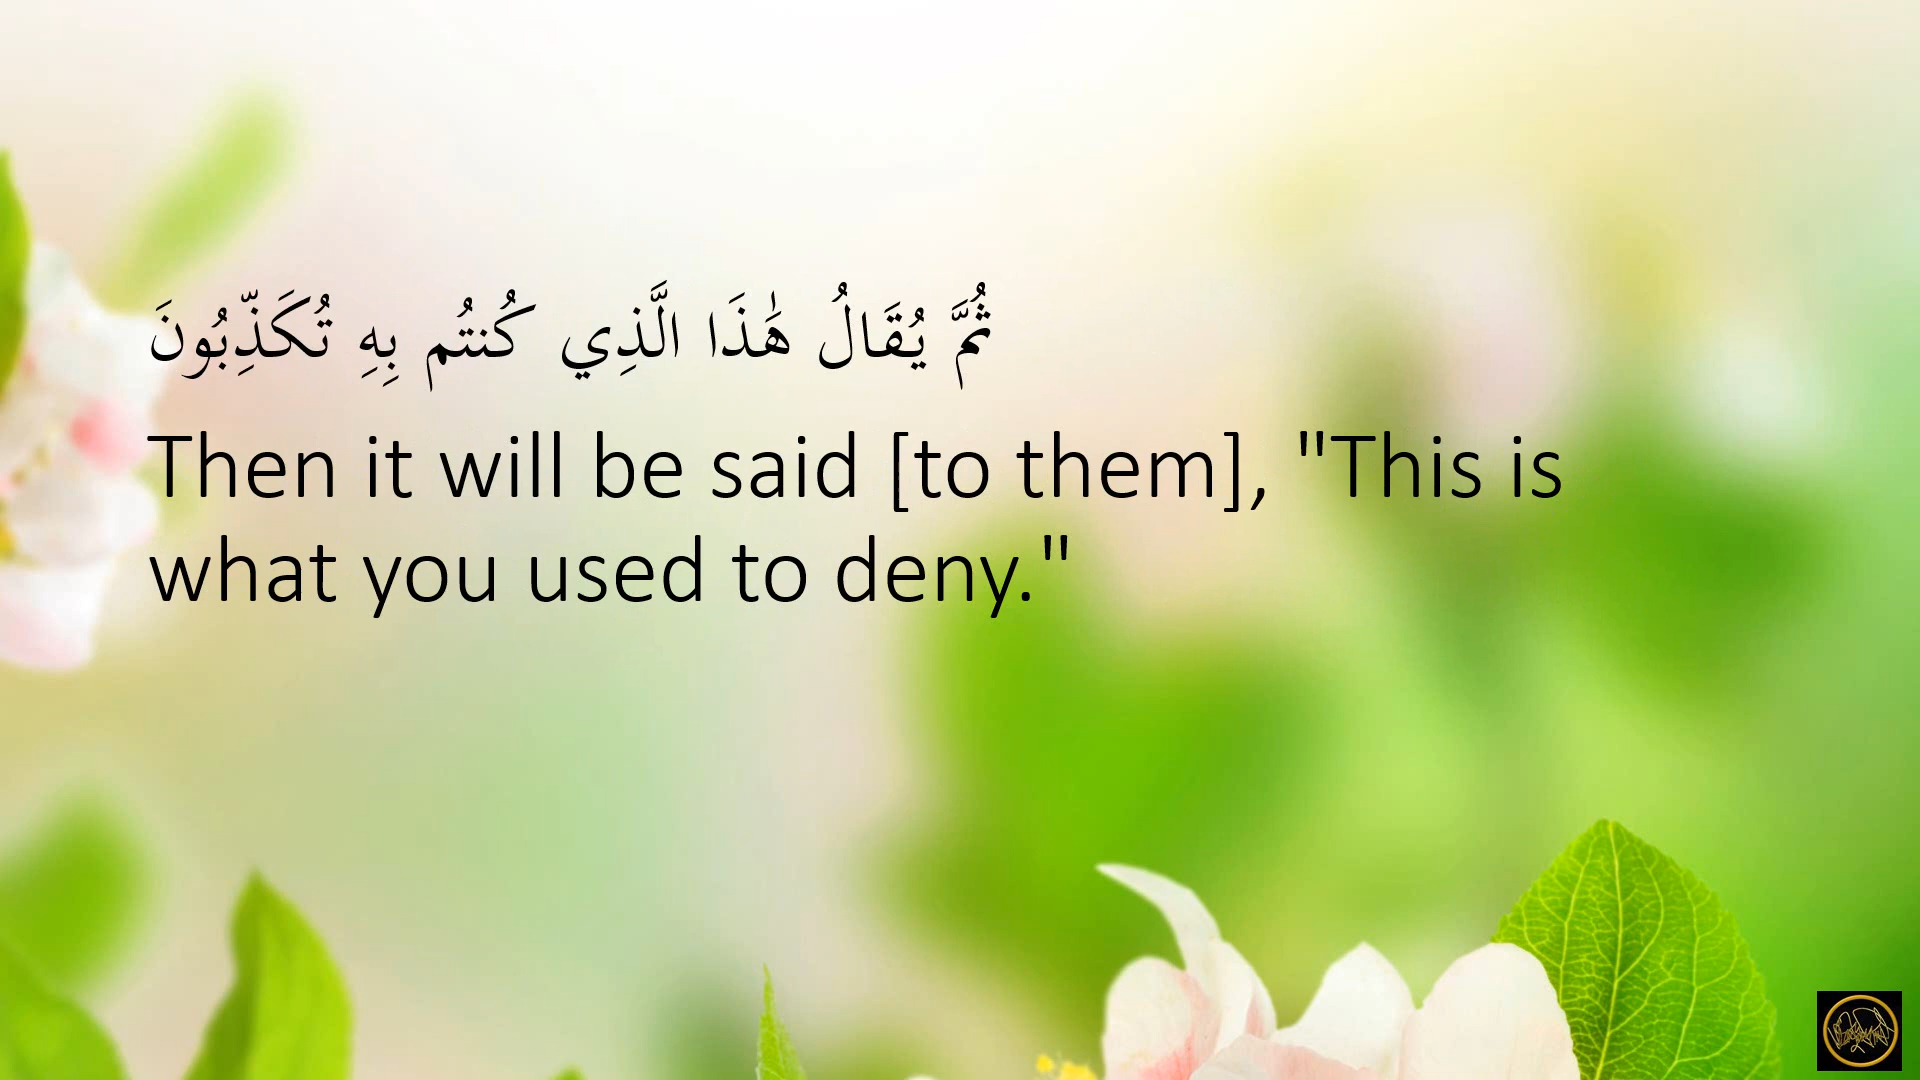 ثُمَّ يُقَالُ هَٰذَا الَّذِي كُنتُم بِهِ تُكَذِّبُونَ
Then it will be said [to them], "This is
what you used to deny."